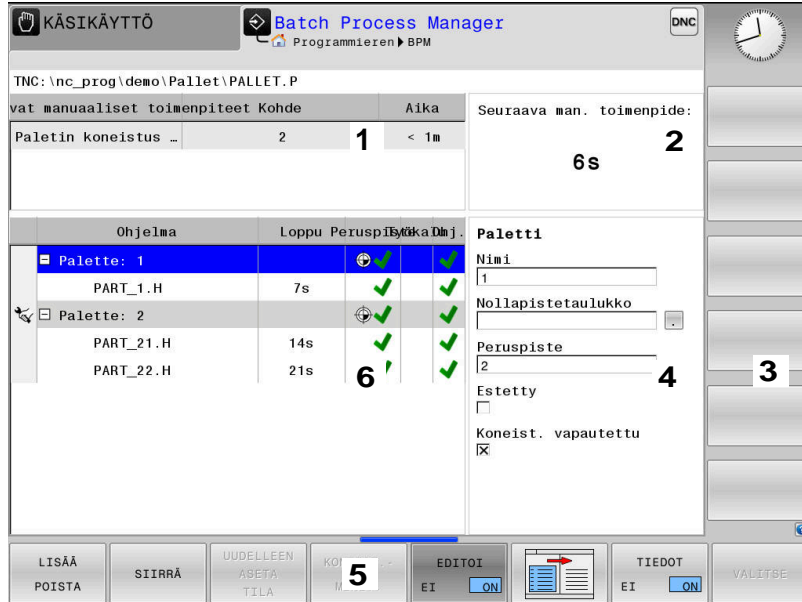 KÄSIKÄYTTÖ
Batch Process Manager
DNC
Programmieren BPM
TNC:\nc_prog\demo\Pallet\PALLET.P
vat manuaaliset toimenpiteet Kohde Aika
Paletin koneistus … 2 < 1m
1
Seuraava man. toimenpide:
2
6s
Ohjelma Loppu Peruspiste Ohj.
Palette: 1
PART_1.H 7s
Palette: 2
PART_21.H 14s
PART_22.H 21s
6
Paletti
Nimi
1
Nollapistetaulukko
.
Peruspiste
2
4
Estetty
Koneist. vapautettu
3
LISÄÄ
POISTA
SIIRRÄ
UUDELLEEN
ASETA
TILA
5
EDITOI
EI ON
TIEDOT
EI ON
VALITSE